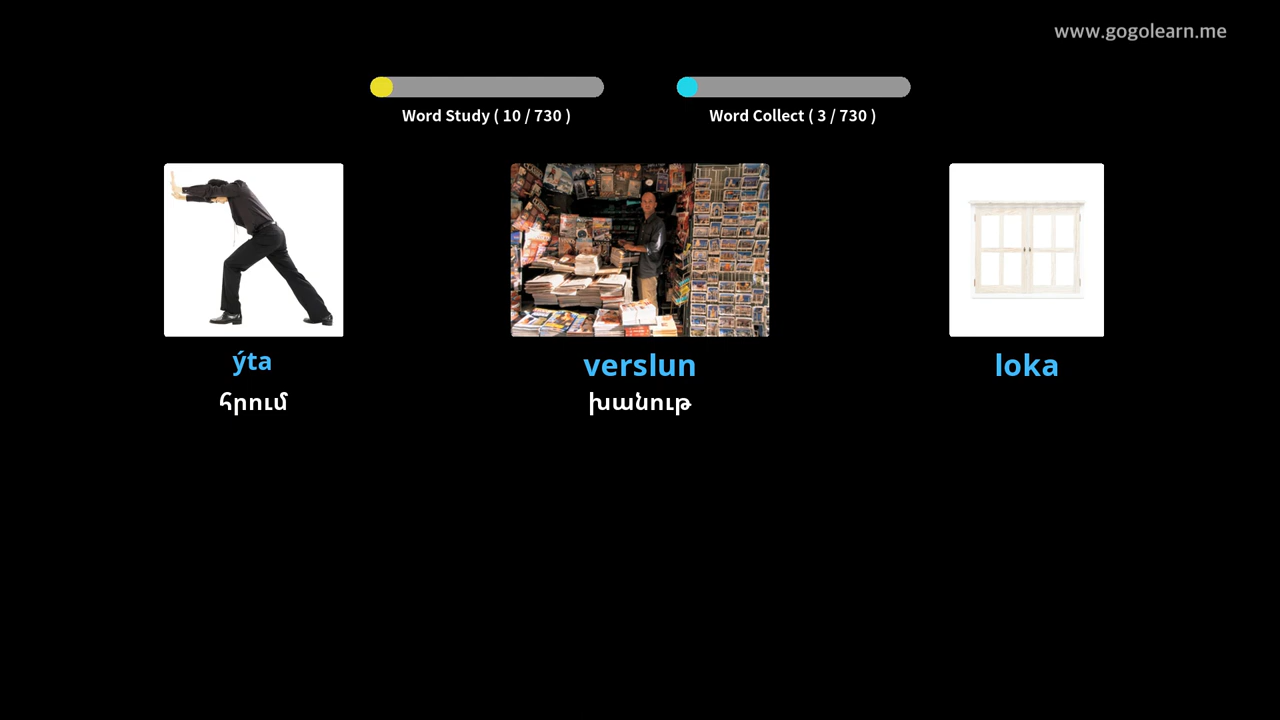 www.gogolearn.me
Word Study ( 10 / 730 )
Word Collect ( 3 / 730 )
ýta
հրում
verslun
խանութ
loka